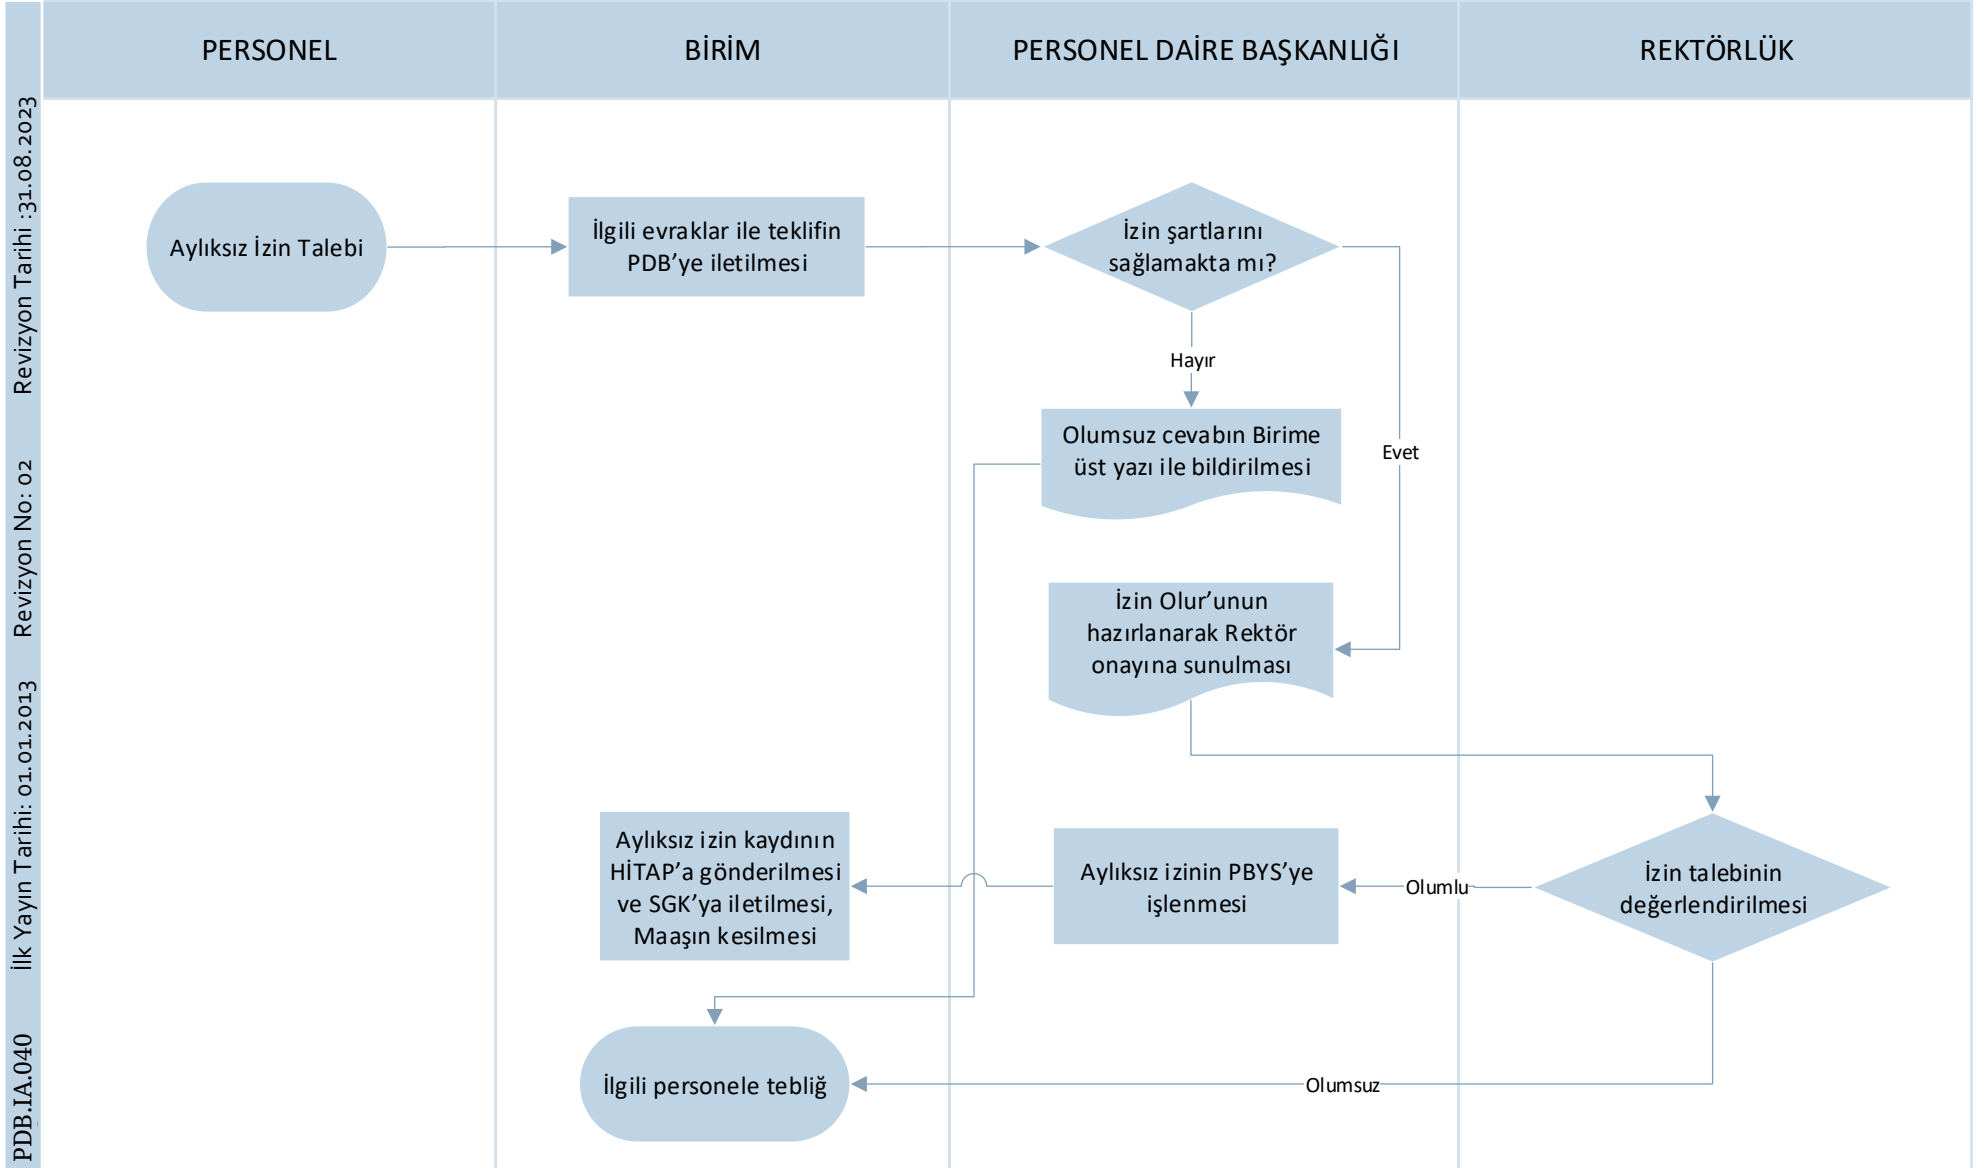 PERSONEL
BİRİM
PERSONEL DAİRE BAŞKANLIĞI
REKTÖRLÜK
Aylıksız İzin Talebi
İlgili evraklar ile teklifin
PDB’ye iletilmesi
İzin şartlarını
sağlamakta mı?
Hayır
Evet
Olumsuz cevabın Birime
üst yazı ile bildirilmesi
İzin Olur’unun
hazırlanarak Rektör
onayına sunulması
İzin talebinin
değerlendirilmesi
Olumlu
Aylıksız izinin PBYS’ye
işlenmesi
Aylıksız izin kaydının
HİTAP’a gönderilmesi
ve SGK’ya iletilmesi,
Maaşın kesilmesi
Olumsuz
İlgili personele tebliğ
PDB.IA.040 İlk Yayın Tarihi: 01.01.2013 Revizyon No: 02 Revizyon Tarihi :31.08.2023